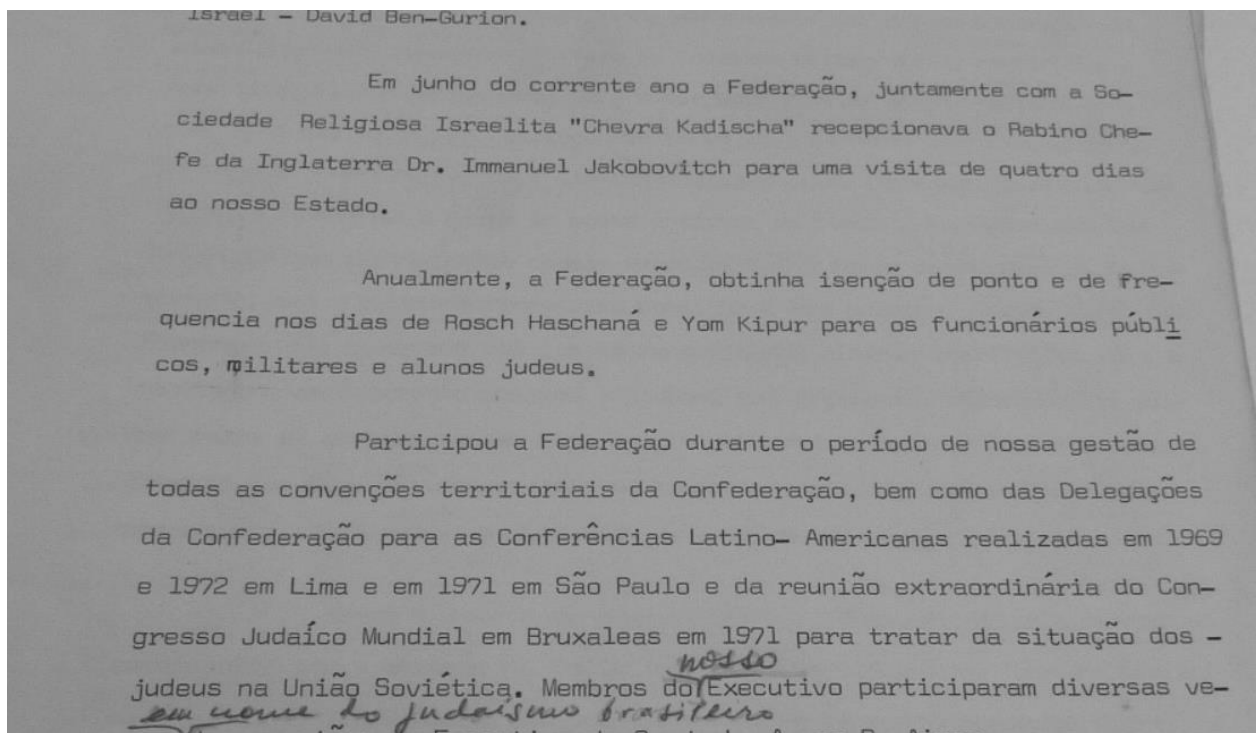 Israel – David Ben-Gurion.
Em junho do corrente ano a Federação, juntamente com a So-
ciedade Religiosa Israelita "Chevra Kadischa" recepcionava o Rabino Che-
fe da Inglaterra Dr. Immanuel Jakobovitch para uma visita de quatro dias
ao nosso Estado.
Anualmente, a Federação, obtinha isenção de ponto e de fre-
quencia nos dias de Rosch Haschaná e Yom Kipur para os funcionários públi
cos, militares e alunos judeus.
Participou a Federação durante o período de nossa gestão de
todas as convenções territoriais da Confederação, bem como das Delegações
da Confederação para as Conferências Latino- Americanas realizadas em 1969
e 1972 em Lima e em 1971 em São Paulo e da reunião extraordinária do Con-
gresso Judaíco Mundial em Bruxaleas em 1971 para tratar da situação dos -
nosso
judeus na União Soviética. Membros do Executivo participaram diversas ve-
em nome do judaísmo brasileiro